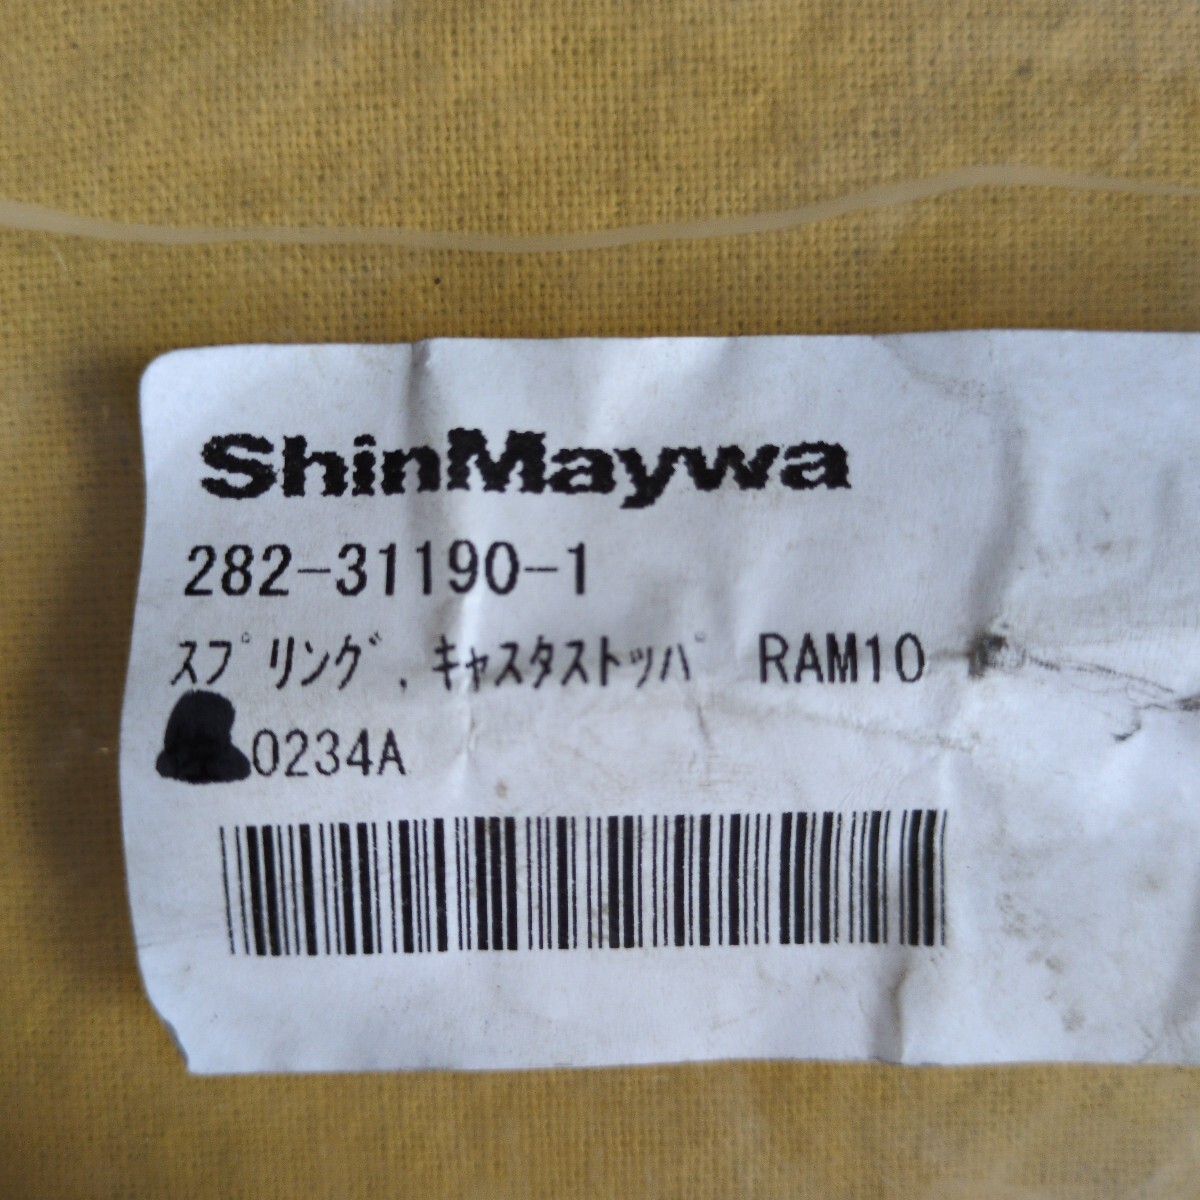 ShinMaywa
282-31190-1
ｽﾌﾟﾘﾝｸﾞ,ｷｬｽﾀｽﾄｯﾊﾟ RAM10
0234A